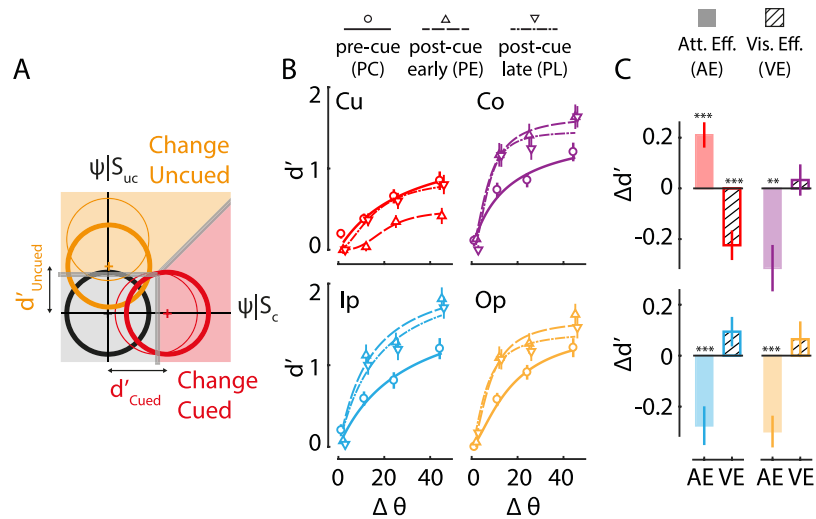 pre-cue
(PC)
post-cue
early (PE)
post-cue
late (PL)
Att. Eff.
(AE)
Vis. Eff.
(VE)
A
ψ|Suc
Change
Uncued
d′Uncued
ψ|Sc
d′Cued
Change
Cued
B
2
Cu
Co
d′
1
0
2
Ip
Op
d′
1
0
0 20 40
0 20 40
Δ θ
Δ θ
C
***
0.2
***
**
Δd′
0
-0.2
0.2
***
***
Δd′
0
-0.2
AE VE
AE VE